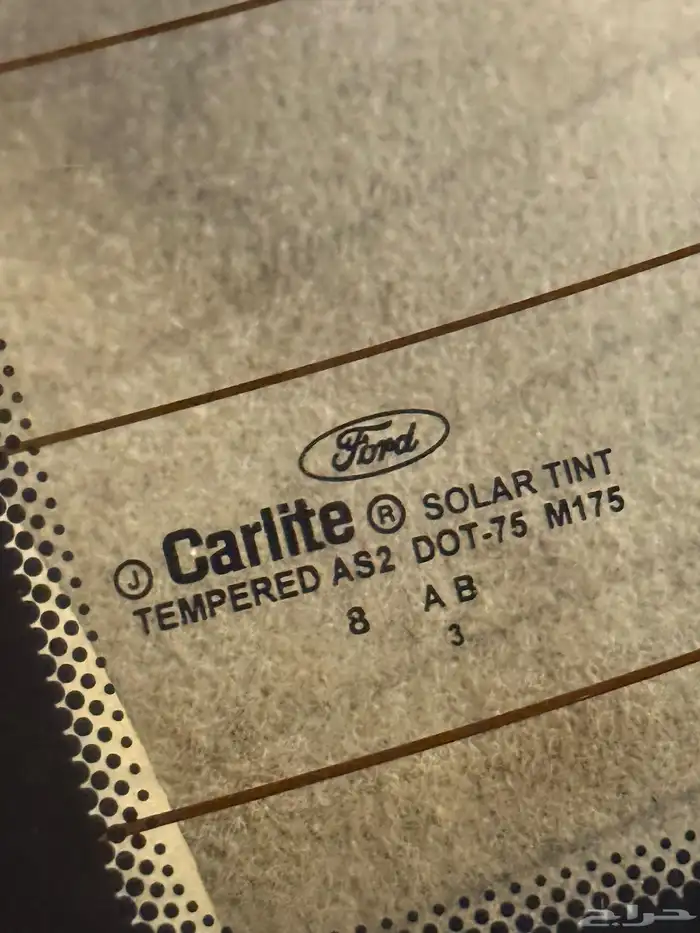 Ford
J Carlite ® SOLAR TINT
TEMPERED AS2 DOT-75 M175
8 A B
3
حراج